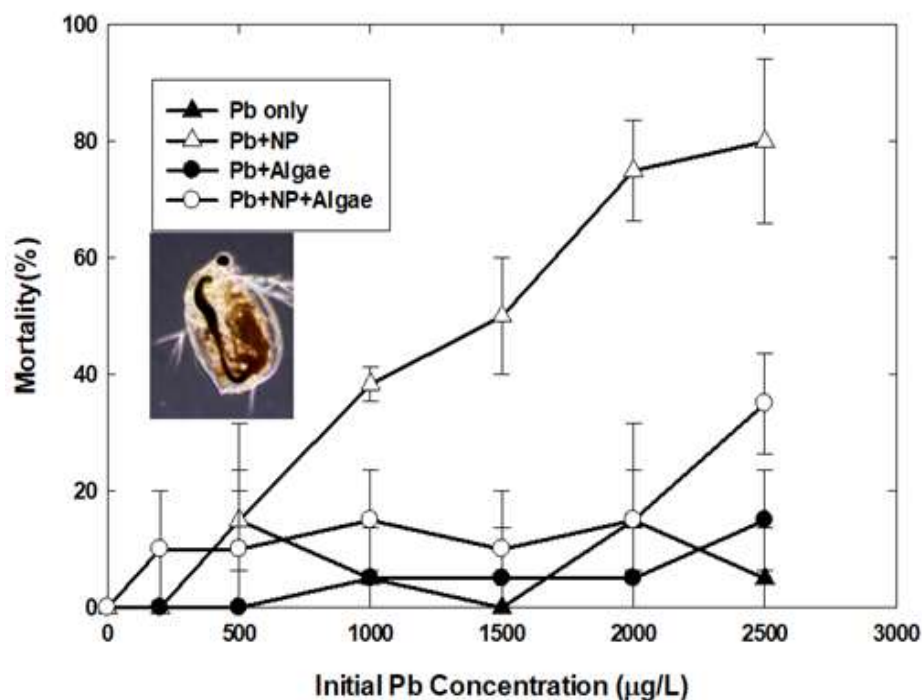 100
80
60
40
20
0
Mortality(%)
Pb only
Pb+NP
Pb+Algae
Pb+NP+Algae
0 500 1000 1500 2000 2500 3000
Initial Pb Concentration (µg/L)